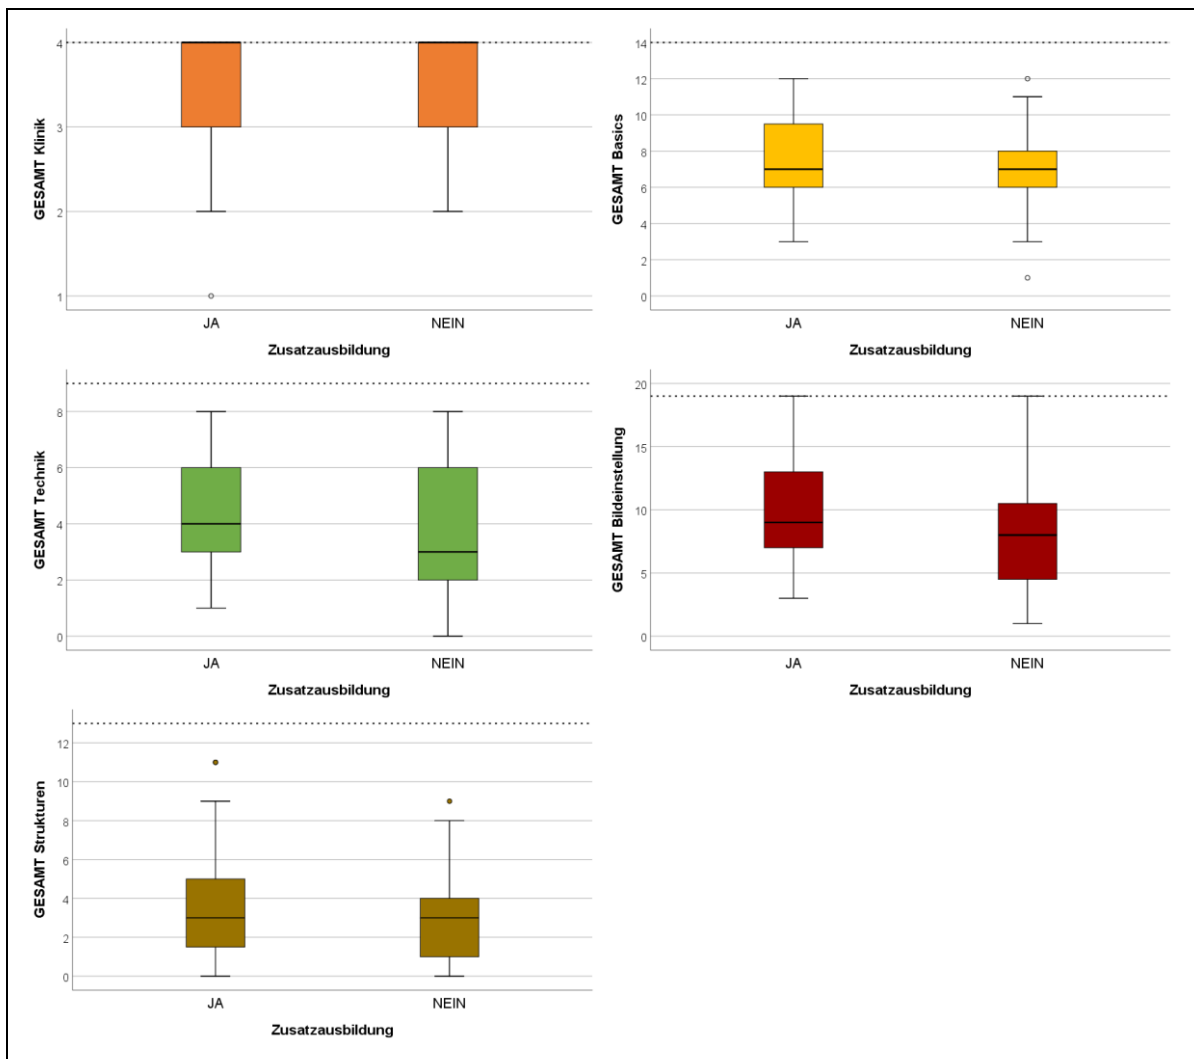 GESAMT Klinik
4
3
2
1
JA NEIN
Zusatzausbildung
GESAMT Basics
14
12
10
8
6
4
2
0
JA NEIN
Zusatzausbildung
GESAMT Technik
8
6
4
2
0
JA NEIN
Zusatzausbildung
GESAMT Bildeinstellung
20
15
10
5
0
JA NEIN
Zusatzausbildung
GESAMT Strukturen
12
10
8
6
4
2
0
JA NEIN
Zusatzausbildung